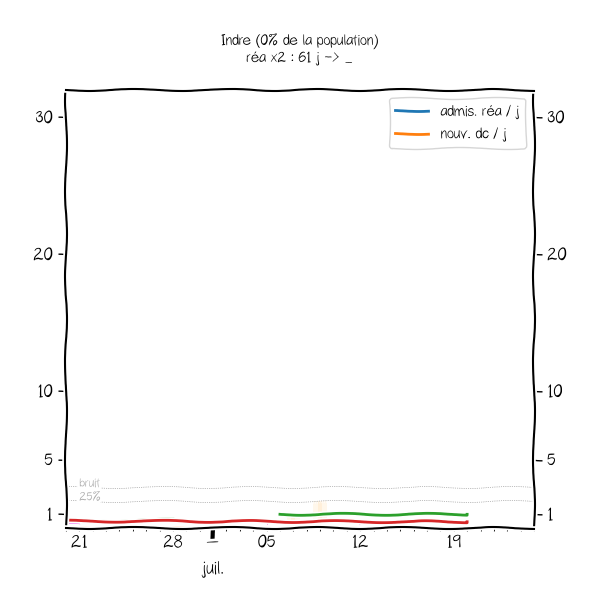 Indre (0% de la population)
réa x2 : 61 j -> _
admis. réa / j
nouv. dc / j
30
30
20
20
10
10
5
5
bruit
25%
1
1
21
28
05
12
19
juil.